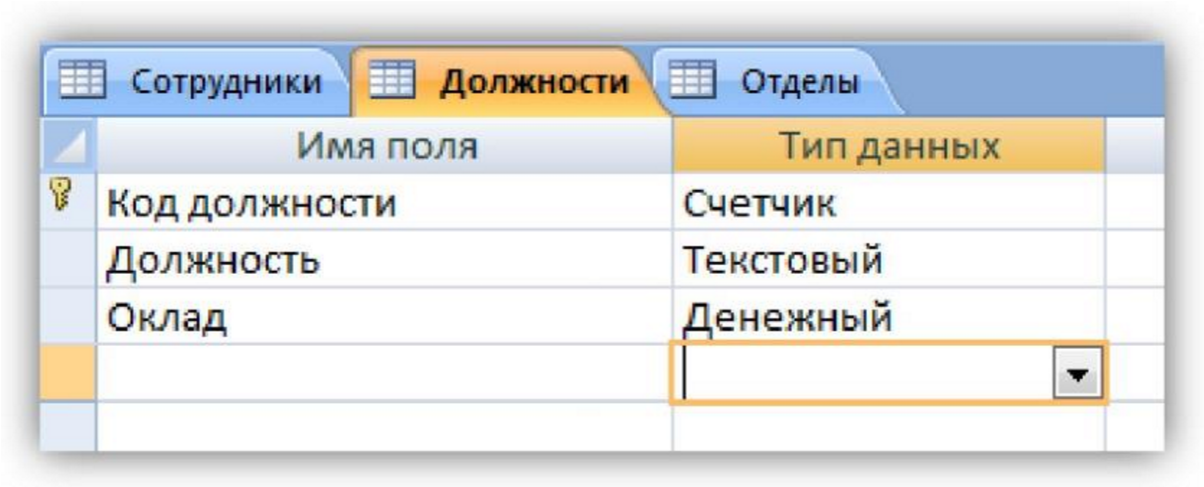 Сотрудники Должности Отделы
Имя поля Тип данных
Код должности Счетчик
Должность Текстовый
Оклад Денежный